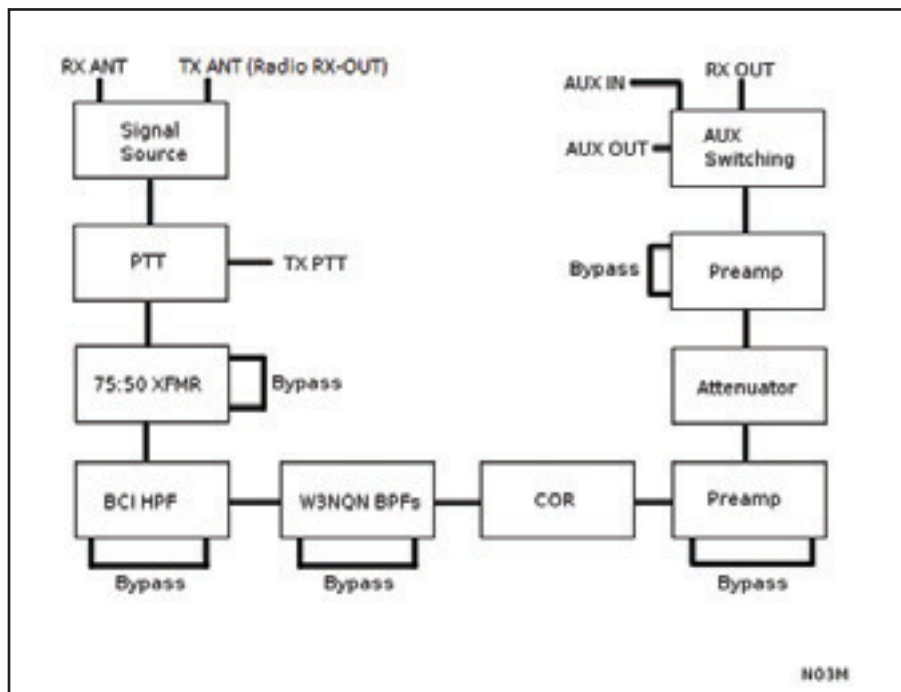 RX ANT
TX ANT (Radio RX-OUT)
Signal
Source
PTT
TX PTT
75:50 XFMR
Bypass
BCI HPF
Bypass
W3NQN BPFs
Bypass
COR
Preamp
Bypass
Attenuator
Preamp
Bypass
AUX
Switching
AUX IN
RX OUT
AUX OUT
N03M